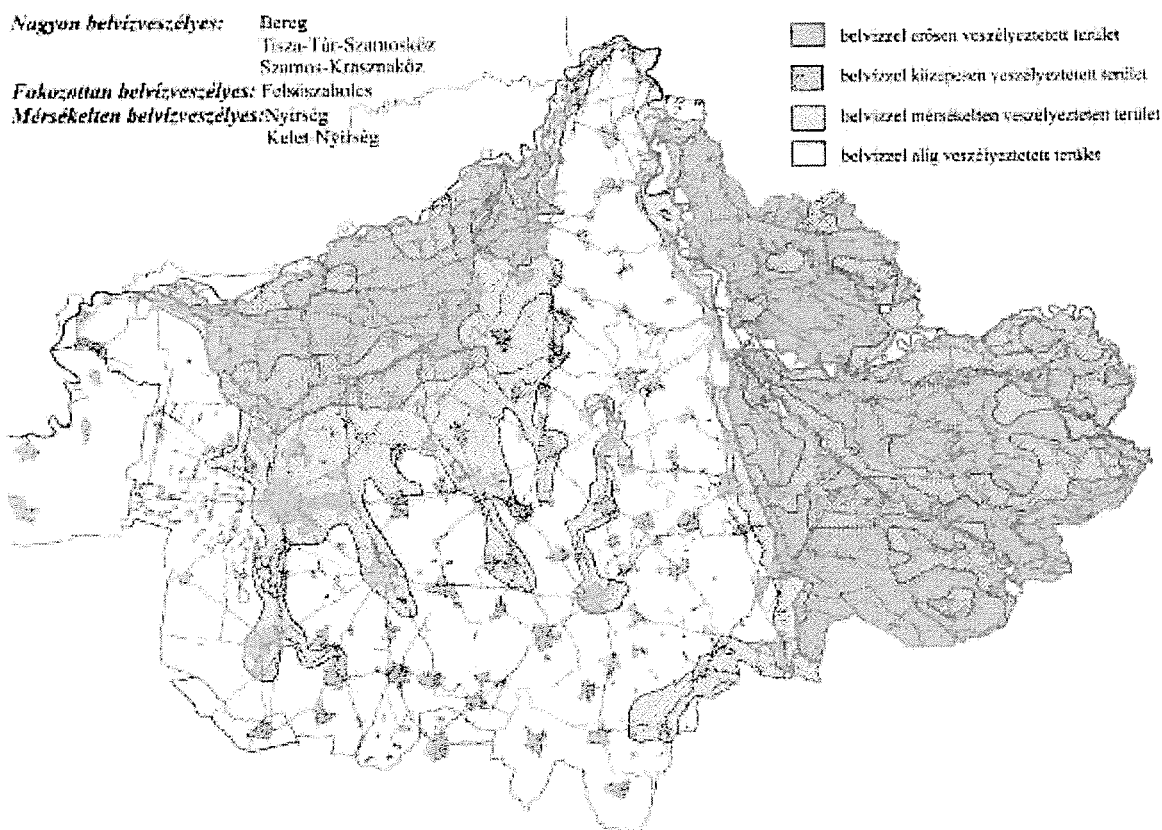 Nagyon belvízveszélyes: Bereg
Tisza-Túr-Szamosköz
Szamos-Krasznaköz
Fokozottan belvízveszélyes: Felsőszabolcs
Mérsékelten belvízveszélyes: Nyírség
Kelet-Nyírség
belvízzel erősen veszélyeztetett terület
belvízzel közepesen veszélyeztetett terület
belvízzel mérsékelten veszélyeztetett terület
belvízzel alig veszélyeztetett terület